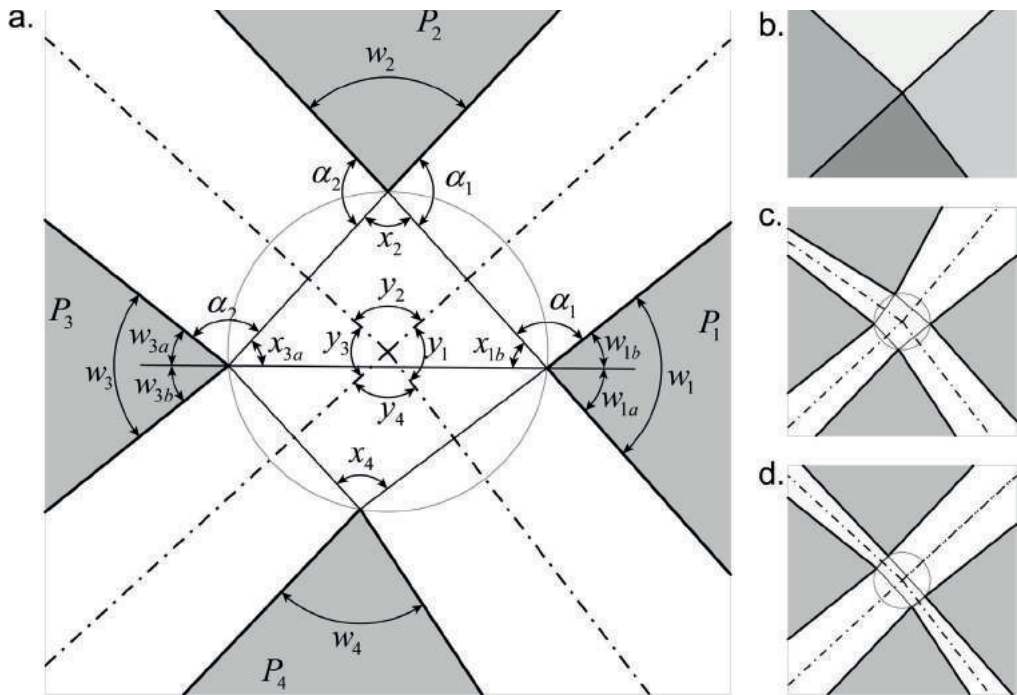 a.
P₂
w₂
α₂
α₁
x₂
P₃
w₃
w₃ₐ
w₃b
α₂
x₃ₐ
y₂
y₃
y₁
y₄
x₁b
α₁
w₁b
w₁ₐ
w₁
P₁
x₄
w₄
P₄
b.
c.
d.